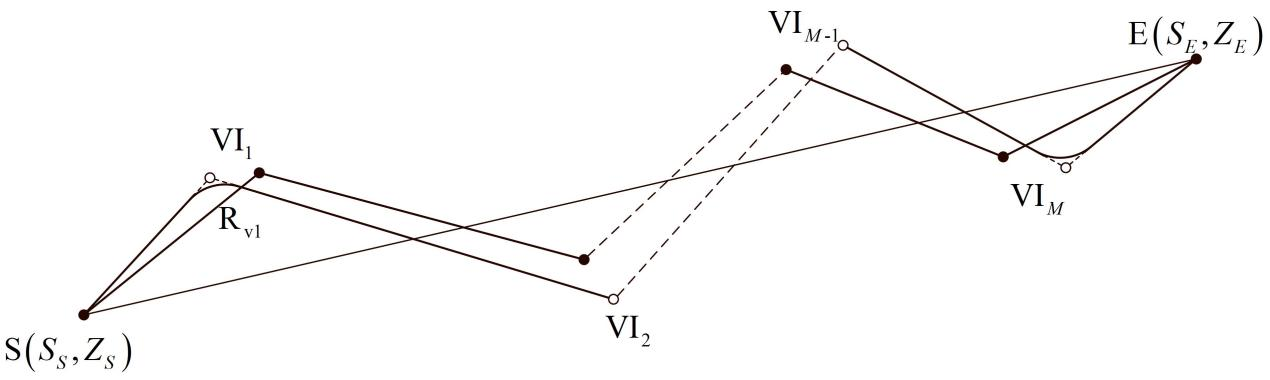 VI_{M-1}
E(S_E, Z_E)
VI_1
R_{v1}
VI_M
VI_2
S(S_S, Z_S)